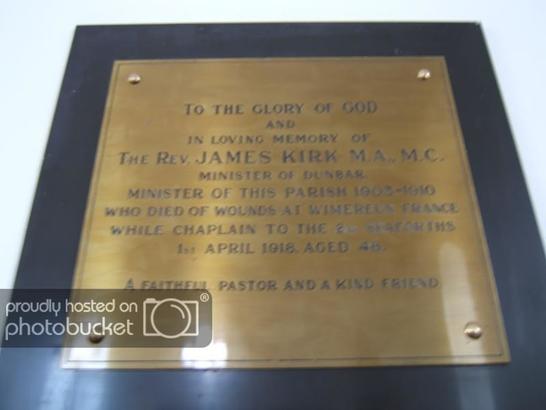 TO THE GLORY OF GOD
AND
IN LOVING MEMORY OF
THE REV. JAMES KIRK M.A., M.C.
MINISTER OF DUNBAR.
MINISTER OF THIS PARISH 1903-1910
WHO DIED OF WOUNDS AT WIMEREUX FRANCE
WHILE CHAPLAIN TO THE 2ND SEAFORTHS
1ST APRIL 1918. AGED 46.
A FAITHFUL PASTOR AND A KIND FRIEND
proudly hosted on
photobucket®